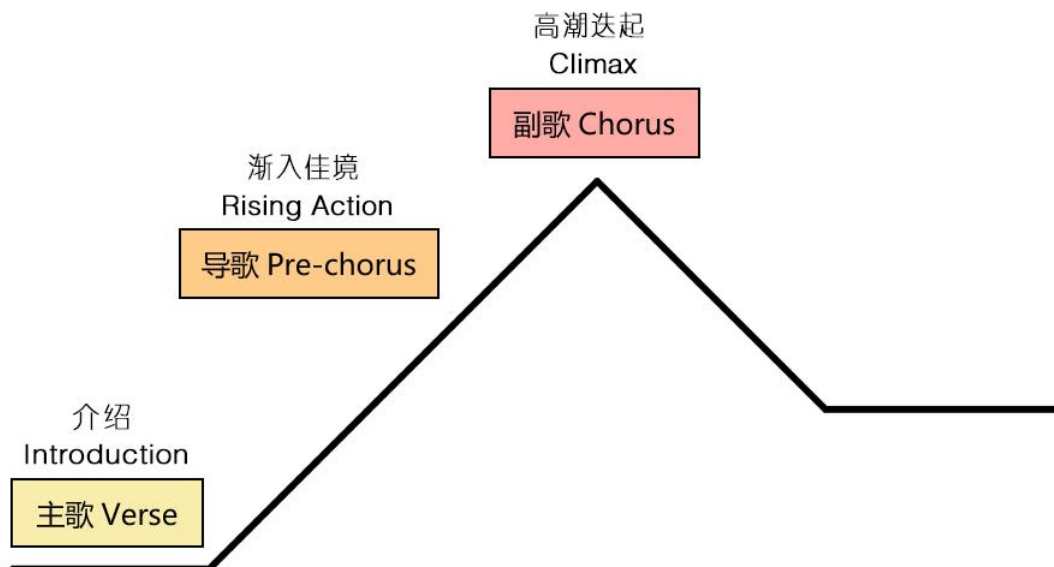 高潮迭起
Climax
副歌 Chorus
渐入佳境
Rising Action
导歌 Pre-chorus
介绍
Introduction
主歌 Verse